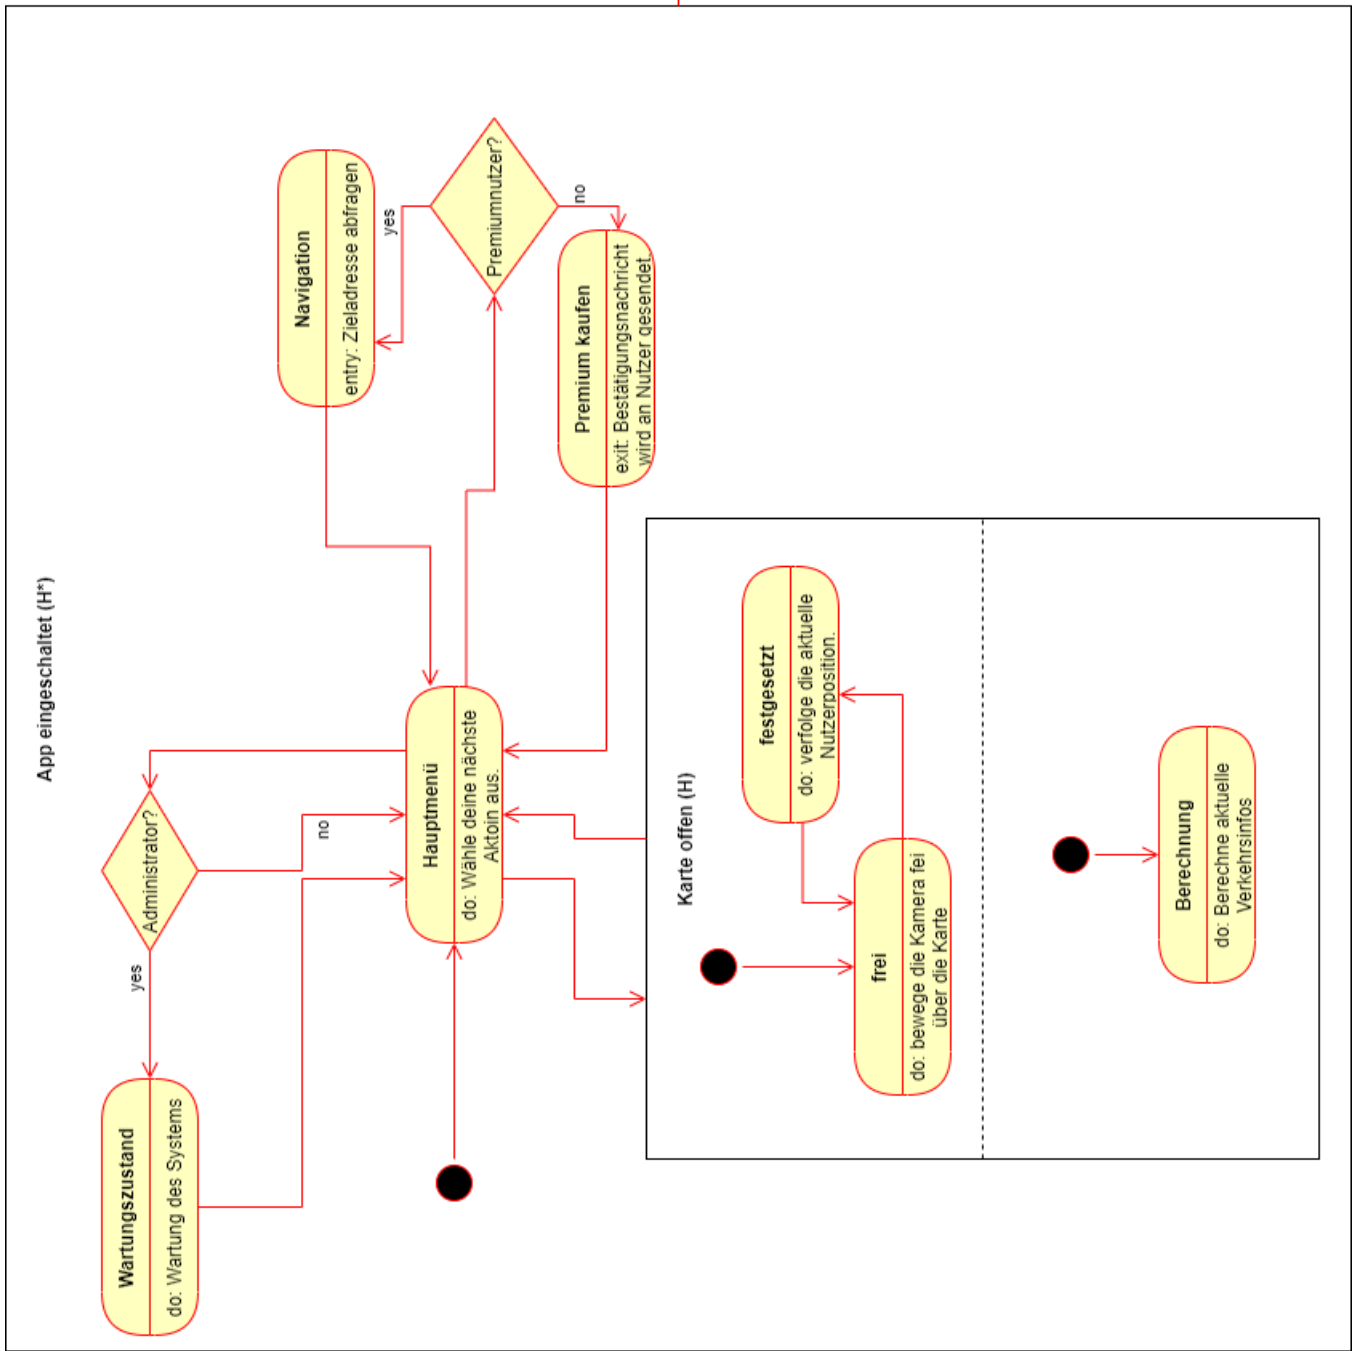 App eingeschaltet (H*)
Wartungszustand
do: Wartung des Systems
yes
Administrator?
no
Hauptmenü
do: Wähle deine nächste
Aktoin aus.
Navigation
entry: Zieladresse abfragen
yes
Premiumnutzer?
no
Premium kaufen
exit: Bestätigungsnachricht
wird an Nutzer gesendet.
Karte offen (H)
frei
do: bewege die Kamera fei
über die Karte
festgesetzt
do: verfolge die aktuelle
Nutzerposition.
Berechnung
do: Berechne aktuelle
Verkehrsinfos